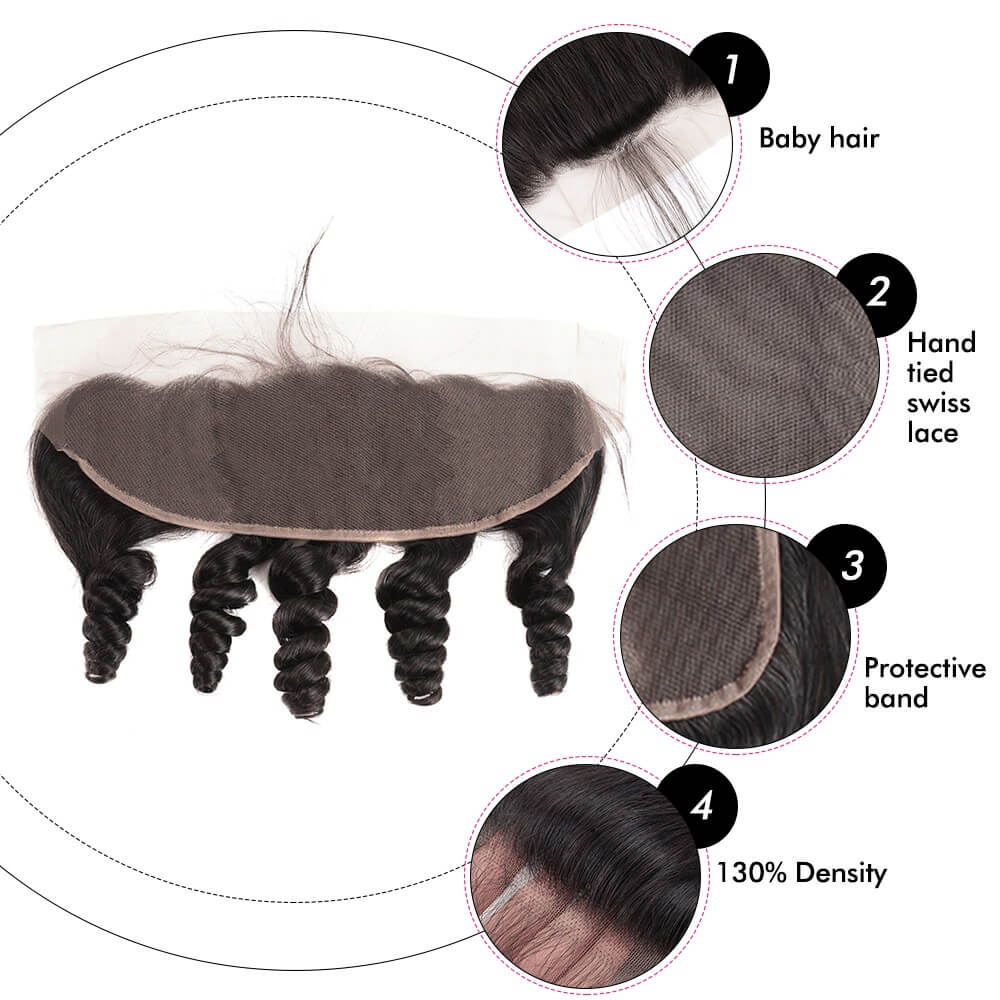 1
Baby hair
2
Hand
tied
swiss
lace
3
Protective
band
4
130% Density